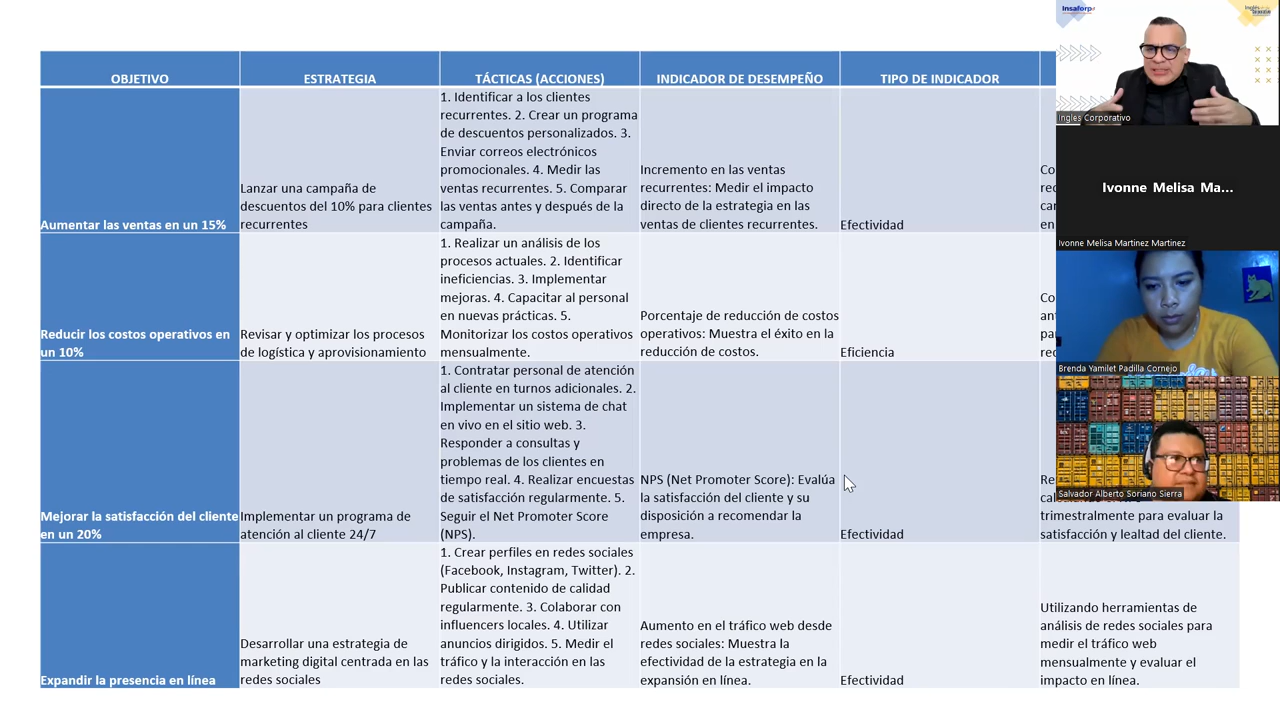 OBJETIVO
ESTRATEGIA
TÁCTICAS (ACCIONES)
INDICADOR DE DESEMPEÑO
TIPO DE INDICADOR
Aumentar las ventas en un 15%
Lanzar una campaña de
descuentos del 10% para clientes
recurrentes
1. Identificar a los clientes
recurrentes. 2. Crear un programa
de descuentos personalizados. 3.
Enviar correos electrónicos
promocionales. 4. Medir las
ventas recurrentes. 5. Comparar
las ventas antes y después de la
campaña.
Incremento en las ventas
recurrentes: Medir el impacto
directo de la estrategia en las
ventas de clientes recurrentes.
Efectividad
Reducir los costos operativos en
un 10%
Revisar y optimizar los procesos
de logística y aprovisionamiento
1. Realizar un análisis de los
procesos actuales. 2. Identificar
ineficiencias. 3. Implementar
mejoras. 4. Capacitar al personal
en nuevas prácticas. 5.
Monitorizar los costos operativos
mensualmente.
Porcentaje de reducción de costos
operativos: Muestra el éxito en la
reducción de costos.
Eficiencia
Mejorar la satisfacción del cliente
en un 20%
Implementar un programa de
atención al cliente 24/7
1. Contratar personal de atención
al cliente en turnos adicionales. 2.
Implementar un sistema de chat
en vivo en el sitio web. 3.
Responder a consultas y
problemas de los clientes en
tiempo real. 4. Realizar encuestas
de satisfacción regularmente. 5.
Seguir el Net Promoter Score
(NPS).
NPS (Net Promoter Score): Evalúa
la satisfacción del cliente y su
disposición a recomendar la
empresa.
Efectividad
trimestralmente para evaluar la
satisfacción y lealtad del cliente.
Expandir la presencia en línea
Desarrollar una estrategia de
marketing digital centrada en las
redes sociales
1. Crear perfiles en redes sociales
(Facebook, Instagram, Twitter). 2.
Publicar contenido de calidad
regularmente. 3. Colaborar con
influencers locales. 4. Utilizar
anuncios dirigidos. 5. Medir el
tráfico y la interacción en las
redes sociales.
Aumento en el tráfico web desde
redes sociales: Muestra la
efectividad de la estrategia en la
expansión en línea.
Efectividad
Utilizando herramientas de
análisis de redes sociales para
medir el tráfico web
mensualmente y evaluar el
impacto en línea.
Insaforp
Ingles Corporativo
Ivonne Melisa Ma...
Ivonne Melisa Martinez Martinez
Brenda Yamilet Padilla Cornejo
Salvador Alberto Soriano Sierra